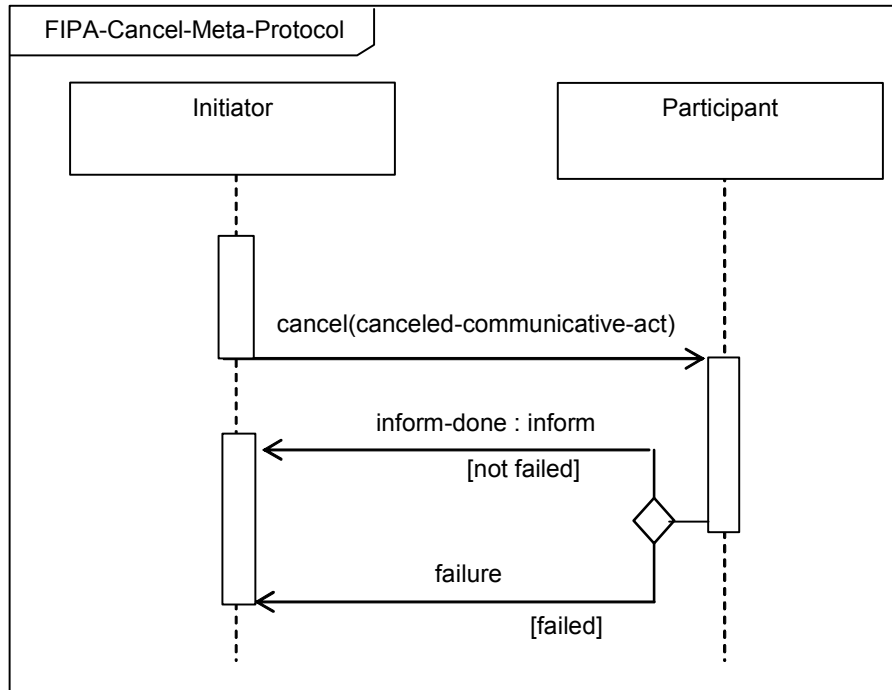 FIPA-Cancel-Meta-Protocol
Initiator
Participant
cancel(canceled-communicative-act)
inform-done : inform
[not failed]
failure
[failed]